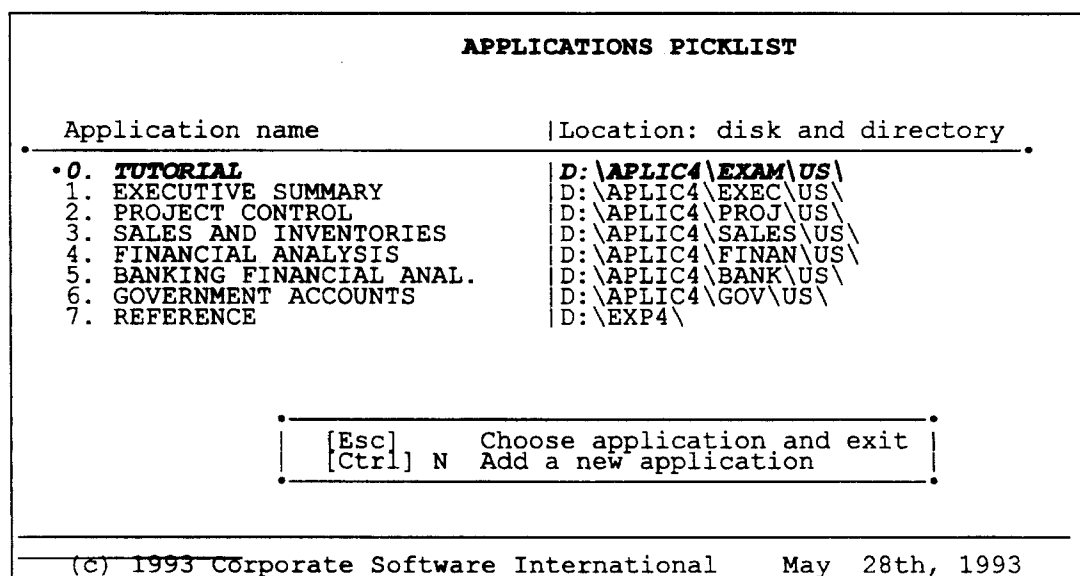 APPLICATIONS PICKLIST
Application name |Location: disk and directory
0. TUTORIAL |D:\APLIC4\EXAM\US\
1. EXECUTIVE SUMMARY |D:\APLIC4\EXEC\US\
2. PROJECT CONTROL |D:\APLIC4\PROJ\US\
3. SALES AND INVENTORIES |D:\APLIC4\SALES\US\
4. FINANCIAL ANALYSIS |D:\APLIC4\FINAN\US\
5. BANKING FINANCIAL ANAL. |D:\APLIC4\BANK\US\
6. GOVERNMENT ACCOUNTS |D:\APLIC4\GOV\US\
7. REFERENCE |D:\EXP4\
[Esc] Choose application and exit
[Ctrl] N Add a new application
(c) 1993 Corporate Software International May 28th, 1993